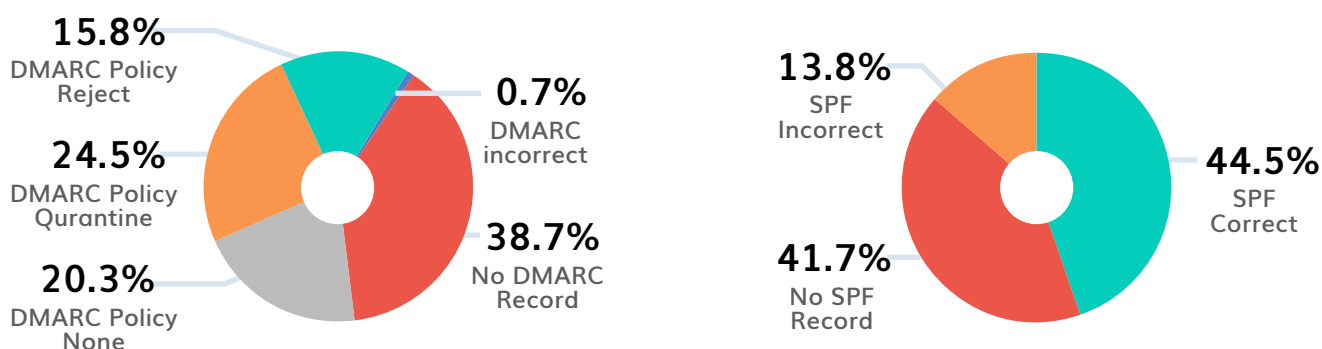 15.8%
DMARC Policy
Reject
24.5%
DMARC Policy
Qurantine
20.3%
DMARC Policy
None
0.7%
DMARC
incorrect
38.7%
No DMARC
Record
13.8%
SPF
Incorrect
41.7%
No SPF
Record
44.5%
SPF
Correct